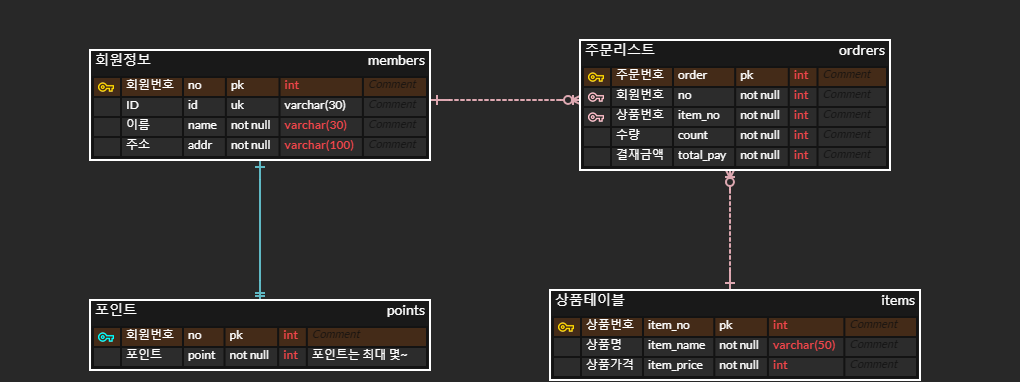 회원정보 members
회원번호 no pk int Comment
ID id uk varchar(30) Comment
이름 name not null varchar(30) Comment
주소 addr not null varchar(100) Comment
주문리스트 ordrers
주문번호 order pk int Comment
회원번호 no not null int Comment
상품번호 item_no not null int Comment
수량 count not null int Comment
결재금액 total_pay not null int Comment
포인트 points
회원번호 no pk int Comment
포인트 point not null int 포인트는 최대 몇~
상품테이블 items
상품번호 item_no pk int Comment
상품명 item_name not null varchar(50) Comment
상품가격 item_price not null int Comment